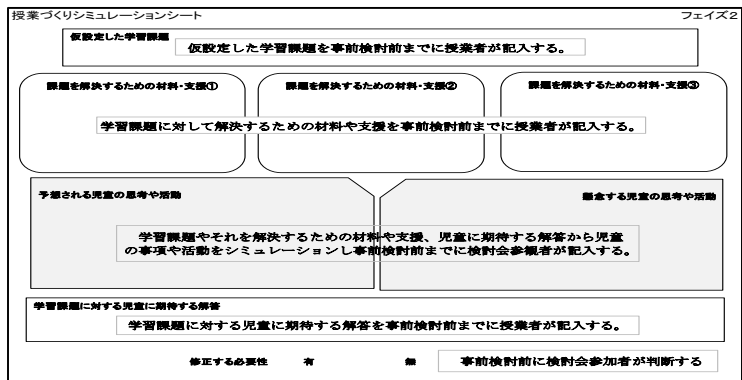 授業づくりシミュレーションシート
フェイズ2
仮設定した学習課題
仮設定した学習課題を事前検討前までに授業者が記入する。
課題を解決するための材料・支援①
課題を解決するための材料・支援②
課題を解決するための材料・支援③
学習課題に対して解決するための材料や支援を事前検討前までに授業者が記入する。
予想される児童の思考や活動
懸念する児童の思考や活動
学習課題やそれを解決するための材料や支援、児童に期待する解答から児童
の事項や活動をシミュレーションし事前検討前までに検討会参観者が記入する。
学習課題に対する児童に期待する解答
学習課題に対する児童に期待する解答を事前検討前までに授業者が記入する。
修正する必要性 有 無
事前検討前に検討会参加者が判断する